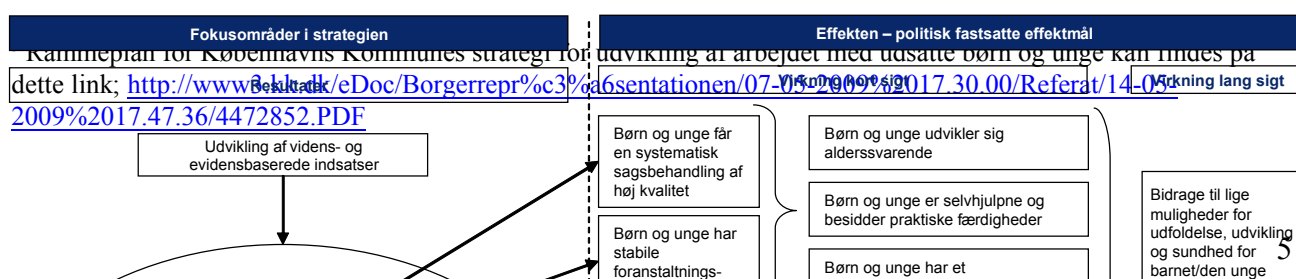 Fokusområder i strategien
Effekten – politisk fastsatte effektmål
Rammeplan for Københavns Kommunes strategi for udvikling af arbejdet med udsatte børn og unge kan findes på
dette link; http://www3.kk.dk/eDoc/Borgerrepr%c3%a6sentationen/07-05-2009%2017.30.00/Referat/14-05-
2009%2017.47.36/4472852.PDF
Resultater
Virkning kort sigt
Virkning lang sigt
Udvikling af videns- og
evidensbaserede indsatser
Børn og unge får
en systematisk
sagsbehandling af
høj kvalitet
Børn og unge har
stabile
foranstaltnings-
Børn og unge udvikler sig
alderssvarende
Børn og unge er selvhjulpne og
besidder praktiske færdigheder
Børn og unge har et
Bidrage til lige
muligheder for
udfoldelse, udvikling
og sundhed for
barnet/den unge
5